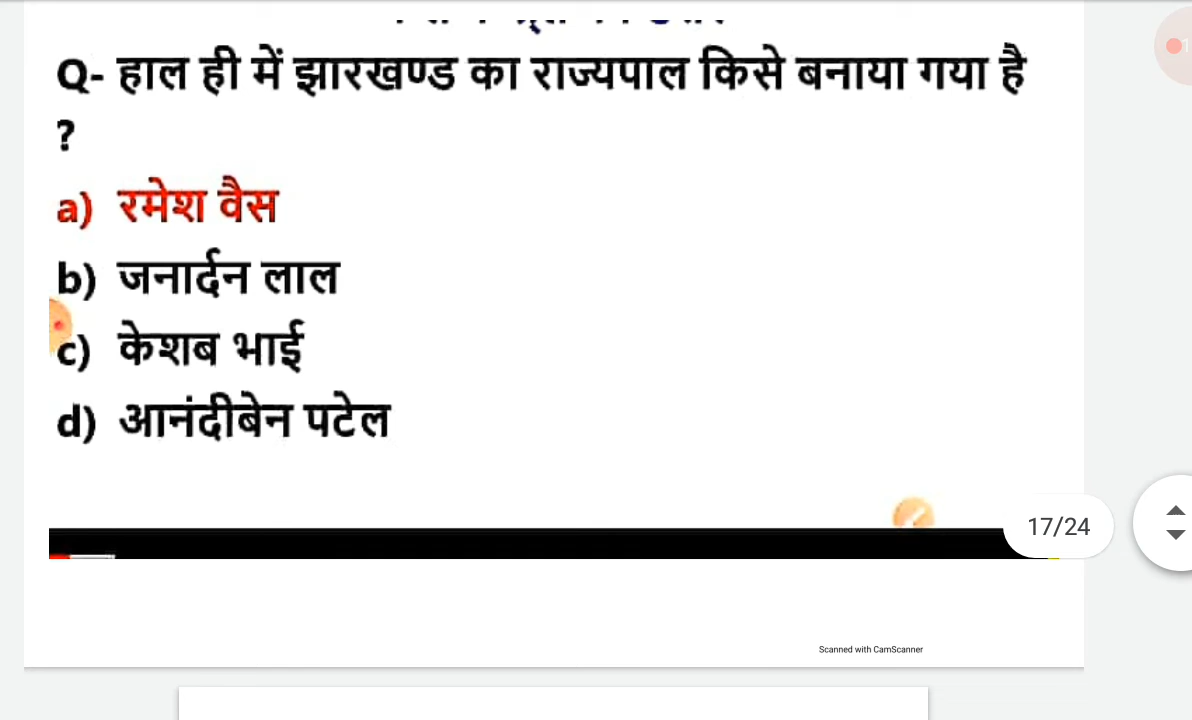 Q- हाल ही में झारखण्ड का राज्यपाल किसे बनाया गया है
?
a) रमेश वैस
b) जनार्दन लाल
c) केशब भाई
d) आनंदीबेन पटेल
17/24
Scanned with CamScanner